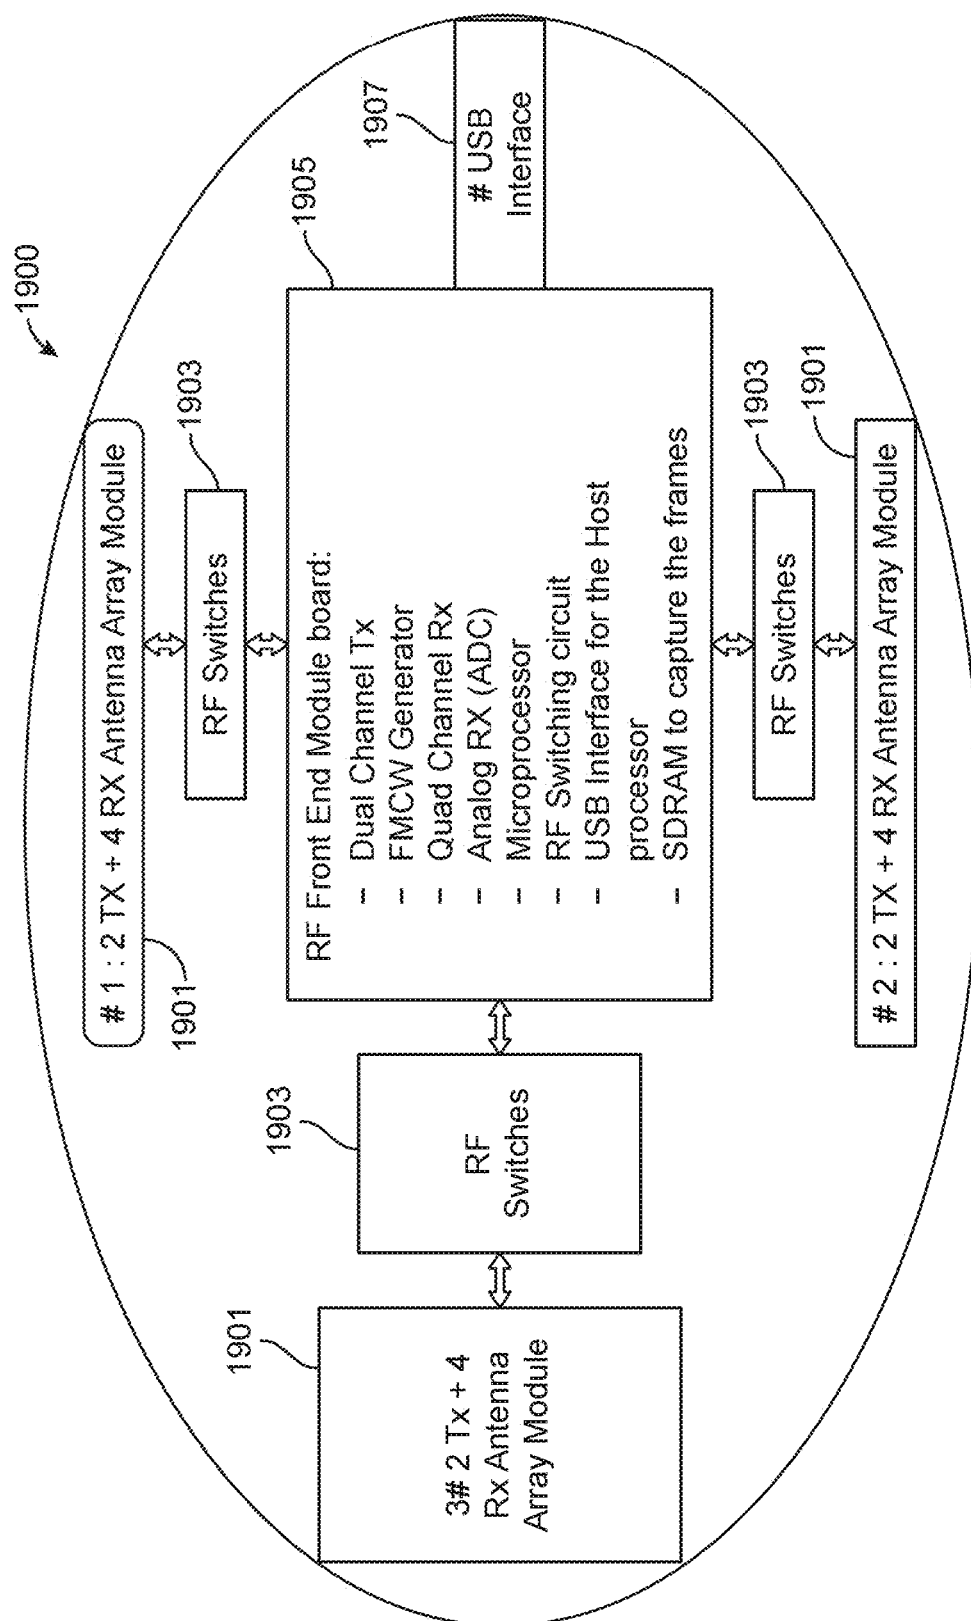 1900
# 1 : 2 TX + 4 RX Antenna Array Module
1901
RF Switches
1903
1905
RF Front End Module board:
- Dual Channel Tx
- FMCW Generator
- Quad Channel Rx
- Analog RX (ADC)
- Microprocessor
- RF Switching circuit
- USB Interface for the Host
processor
- SDRAM to capture the frames
1907
# USB
Interface
1903
RF
Switches
1901
3# 2 Tx + 4
Rx Antenna
Array Module
RF Switches
1903
1901
# 2 : 2 TX + 4 RX Antenna Array Module